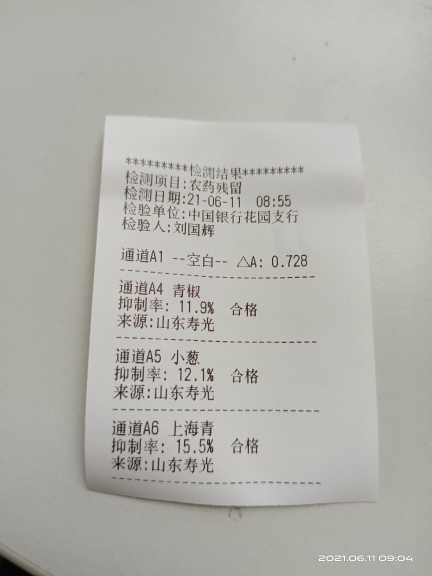 *********检测结果*********
检测项目:农药残留
检测日期:21-06-11 08:55
检验单位:中国银行花园支行
检验人:刘国辉
通道A1 --空白-- △A: 0.728
通道A4 青椒
抑制率: 11.9% 合格
来源:山东寿光
通道A5 小葱
抑制率: 12.1% 合格
来源:山东寿光
通道A6 上海青
抑制率: 15.5% 合格
来源:山东寿光
2021.06.11 09:04